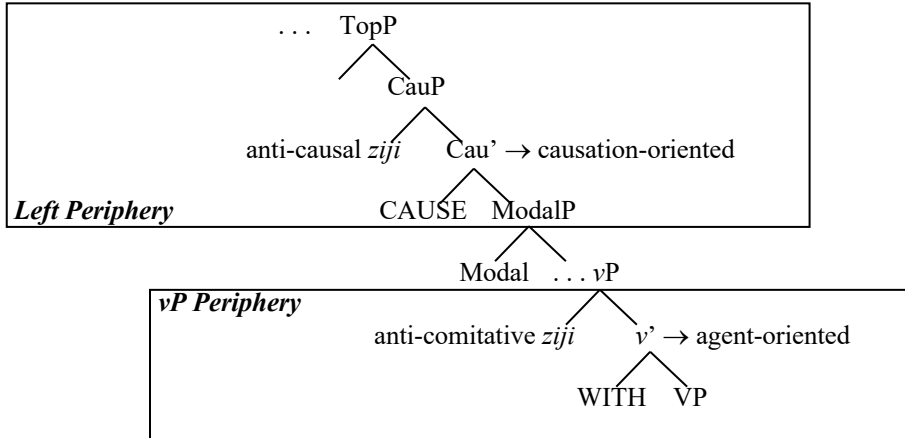 . . . TopP
CauP
anti-causal ziji Cau’ → causation-oriented
Left Periphery CAUSE ModalP
Modal . . . vP
vP Periphery
anti-comitative ziji v’ → agent-oriented
WITH VP